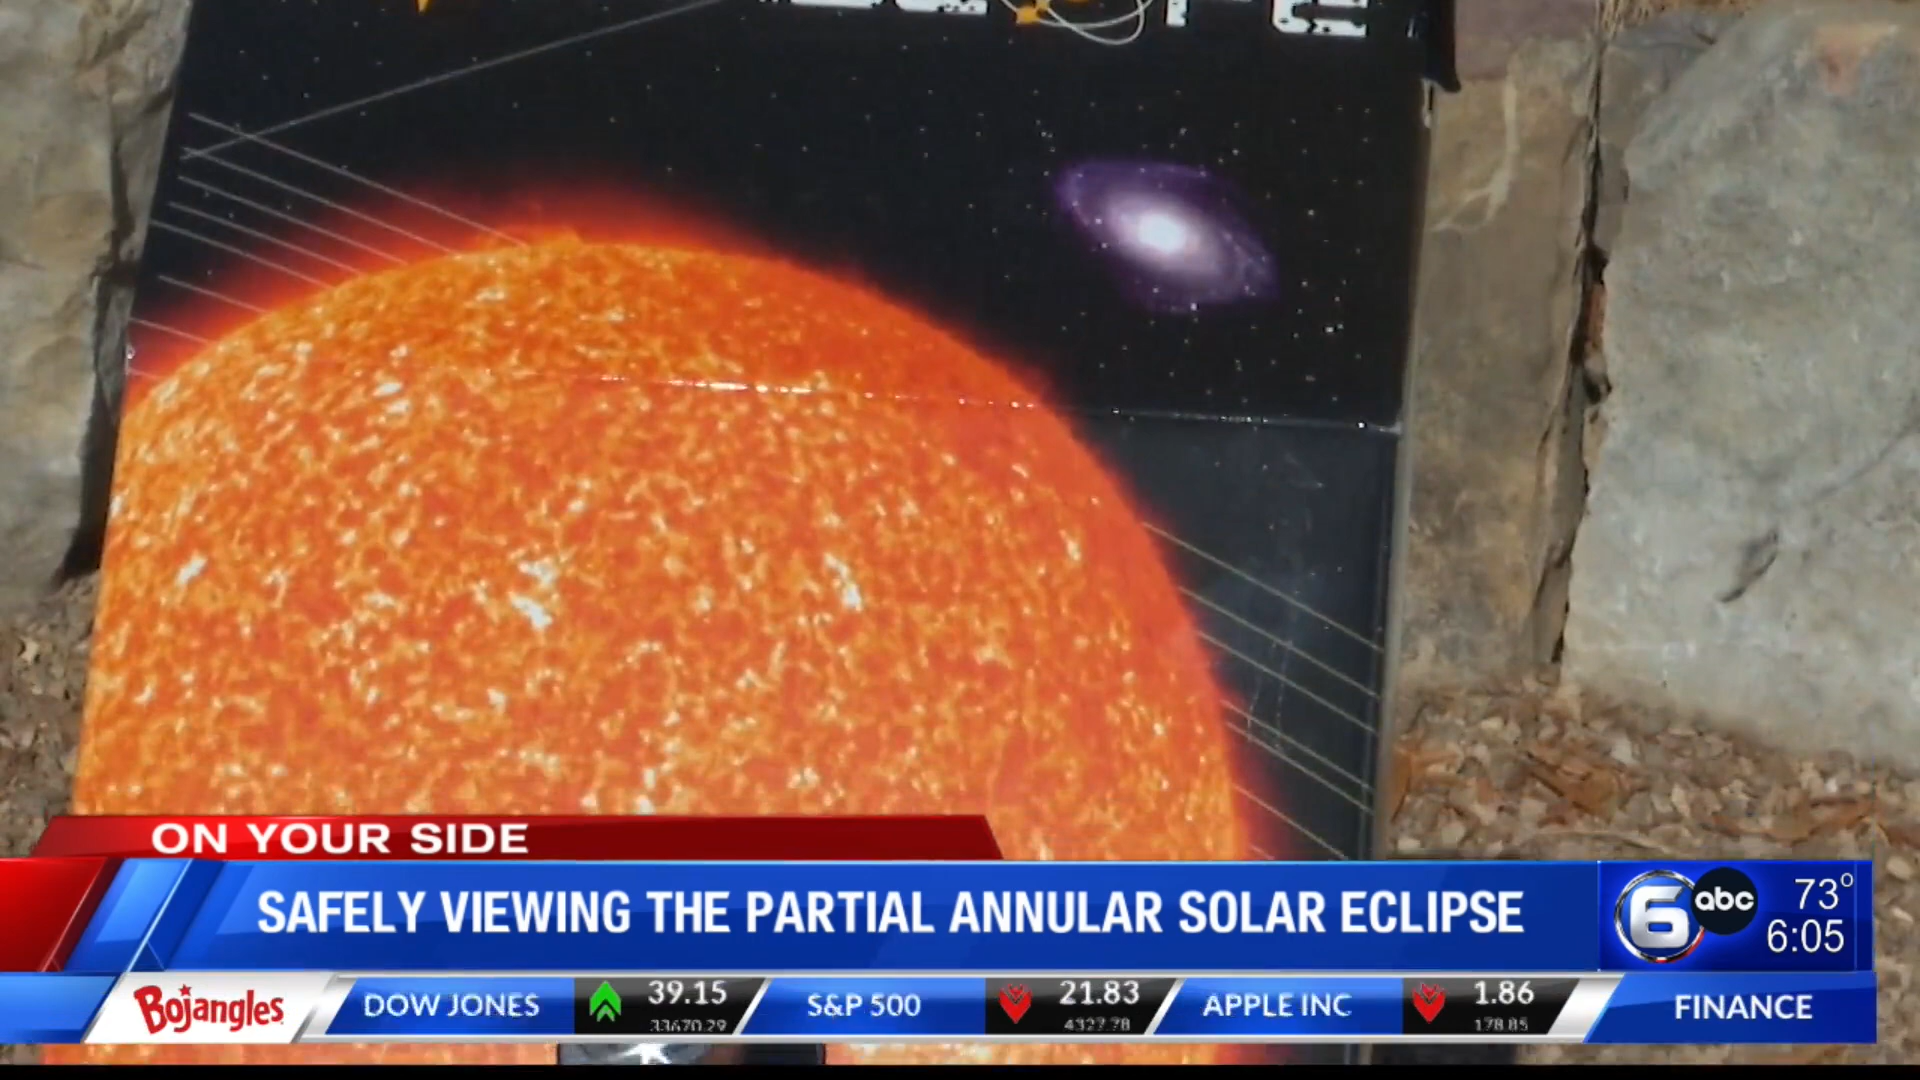 ON YOUR SIDE
SAFELY VIEWING THE PARTIAL ANNULAR SOLAR ECLIPSE
6 abc
73°
6:05
Bojangles
DOW JONES 39.15 33670.29
S&P 500 21.83 4327.78
APPLE INC 1.86 178.85
FINANCE